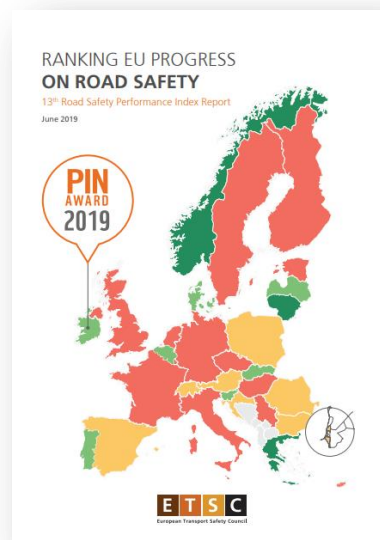 RANKING EU PROGRESS
ON ROAD SAFETY
13th Road Safety Performance Index Report
June 2019
PIN
AWARD
2019
ETSC
European Transport Safety Council